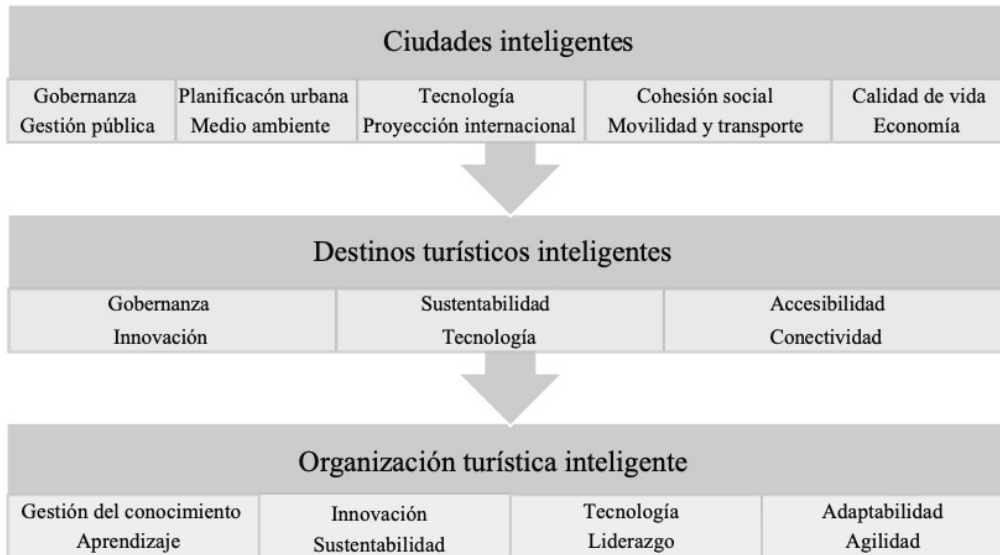 Ciudades inteligentes
Gobernanza
Gestión pública
Planificacón urbana
Medio ambiente
Tecnología
Proyección internacional
Cohesión social
Movilidad y transporte
Calidad de vida
Economía
Destinos turísticos inteligentes
Gobernanza
Innovación
Sustentabilidad
Tecnología
Accesibilidad
Conectividad
Organización turística inteligente
Gestión del conocimiento
Aprendizaje
Innovación
Sustentabilidad
Tecnología
Liderazgo
Adaptabilidad
Agilidad